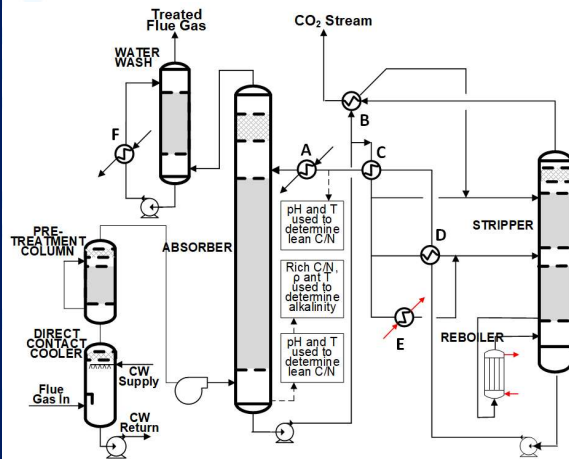 Treated
Flue Gas
CO2 Stream
WATER
WASH
F
A
B
C
PRE-
TREATMENT
COLUMN
ABSORBER
pH and T
used to
determine
lean C/N
STRIPPER
D
Rich C/N,
ρ ant T
used to
determine
alkalinity
DIRECT
CONTACT
COOLER
pH and T
used to
determine
lean C/N
E
REBOILER
CW
Supply
Flue
Gas In
CW
Return